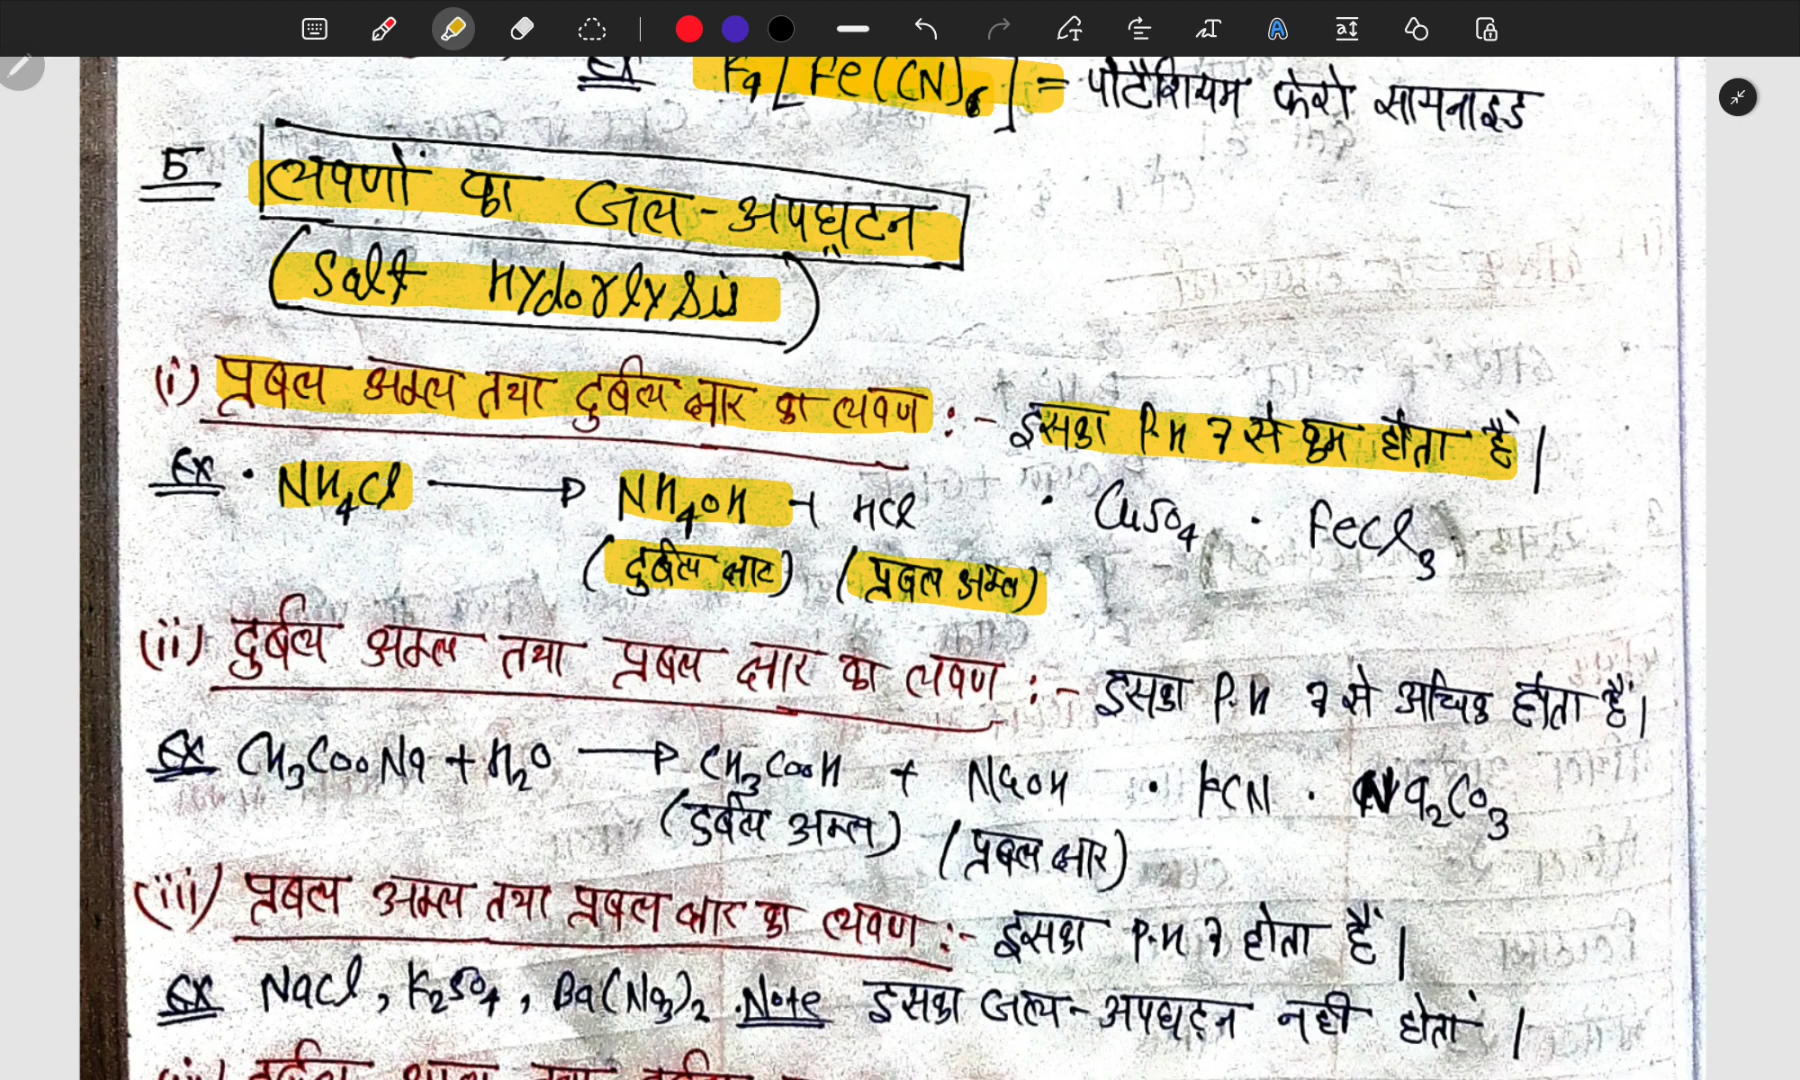 Ex K4[Fe(CN)6] = पोटैशियम फेरो सायनाइड
5 लवणों का जल-अपघटन
(Salt Hydorlysis)
(i) प्रबल अम्ल तथा दुर्बल क्षार का लवण :- इसका P.H 7 से कम होता है।
Ex • NH4Cl → NH4OH + HCl • CuSO4 • FeCl3
(दुर्बल क्षार) (प्रबल अम्ल)
(ii) दुर्बल अम्ल तथा प्रबल क्षार का लवण :- इसका P.H 7 से अधिक होता है।
Ex CH3COONa + H2O → CH3COOH + NaOH • KCN • Na2CO3
(दुर्बल अम्ल) (प्रबल क्षार)
(iii) प्रबल अम्ल तथा प्रबल क्षार का लवण :- इसका P.H 7 होता है।
Ex NaCl, K2SO4, Ba(NO3)2 . Note इसका जल-अपघटन नहीं होता।